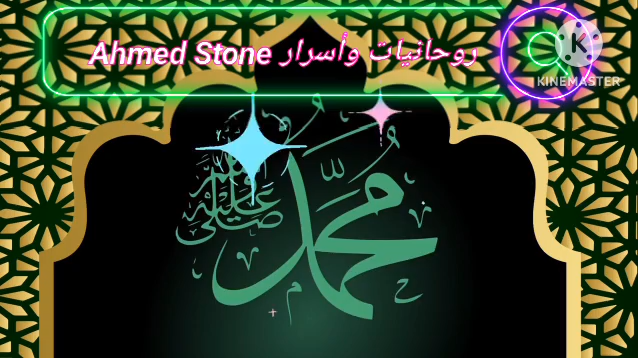 روحانيات وأسرار Ahmed Stone
KINEMASTER
محمد
صلى الله عليه وسلم